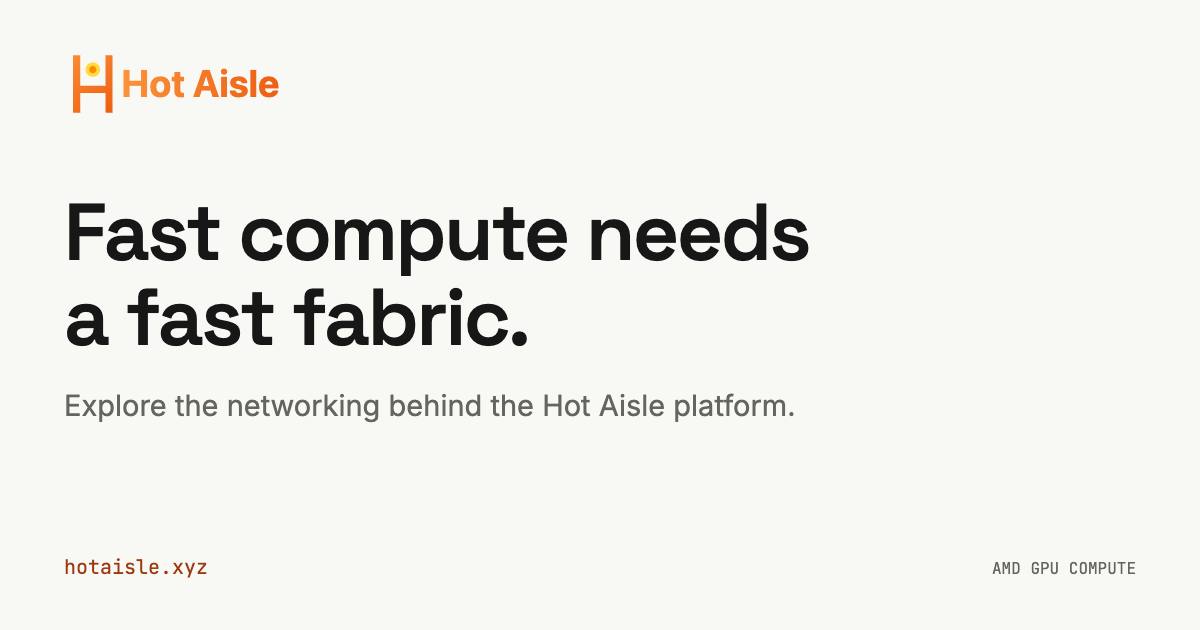 Hot Aisle
Fast compute needs
a fast fabric.
Explore the networking behind the Hot Aisle platform.
hotaisle.xyz
AMD GPU COMPUTE